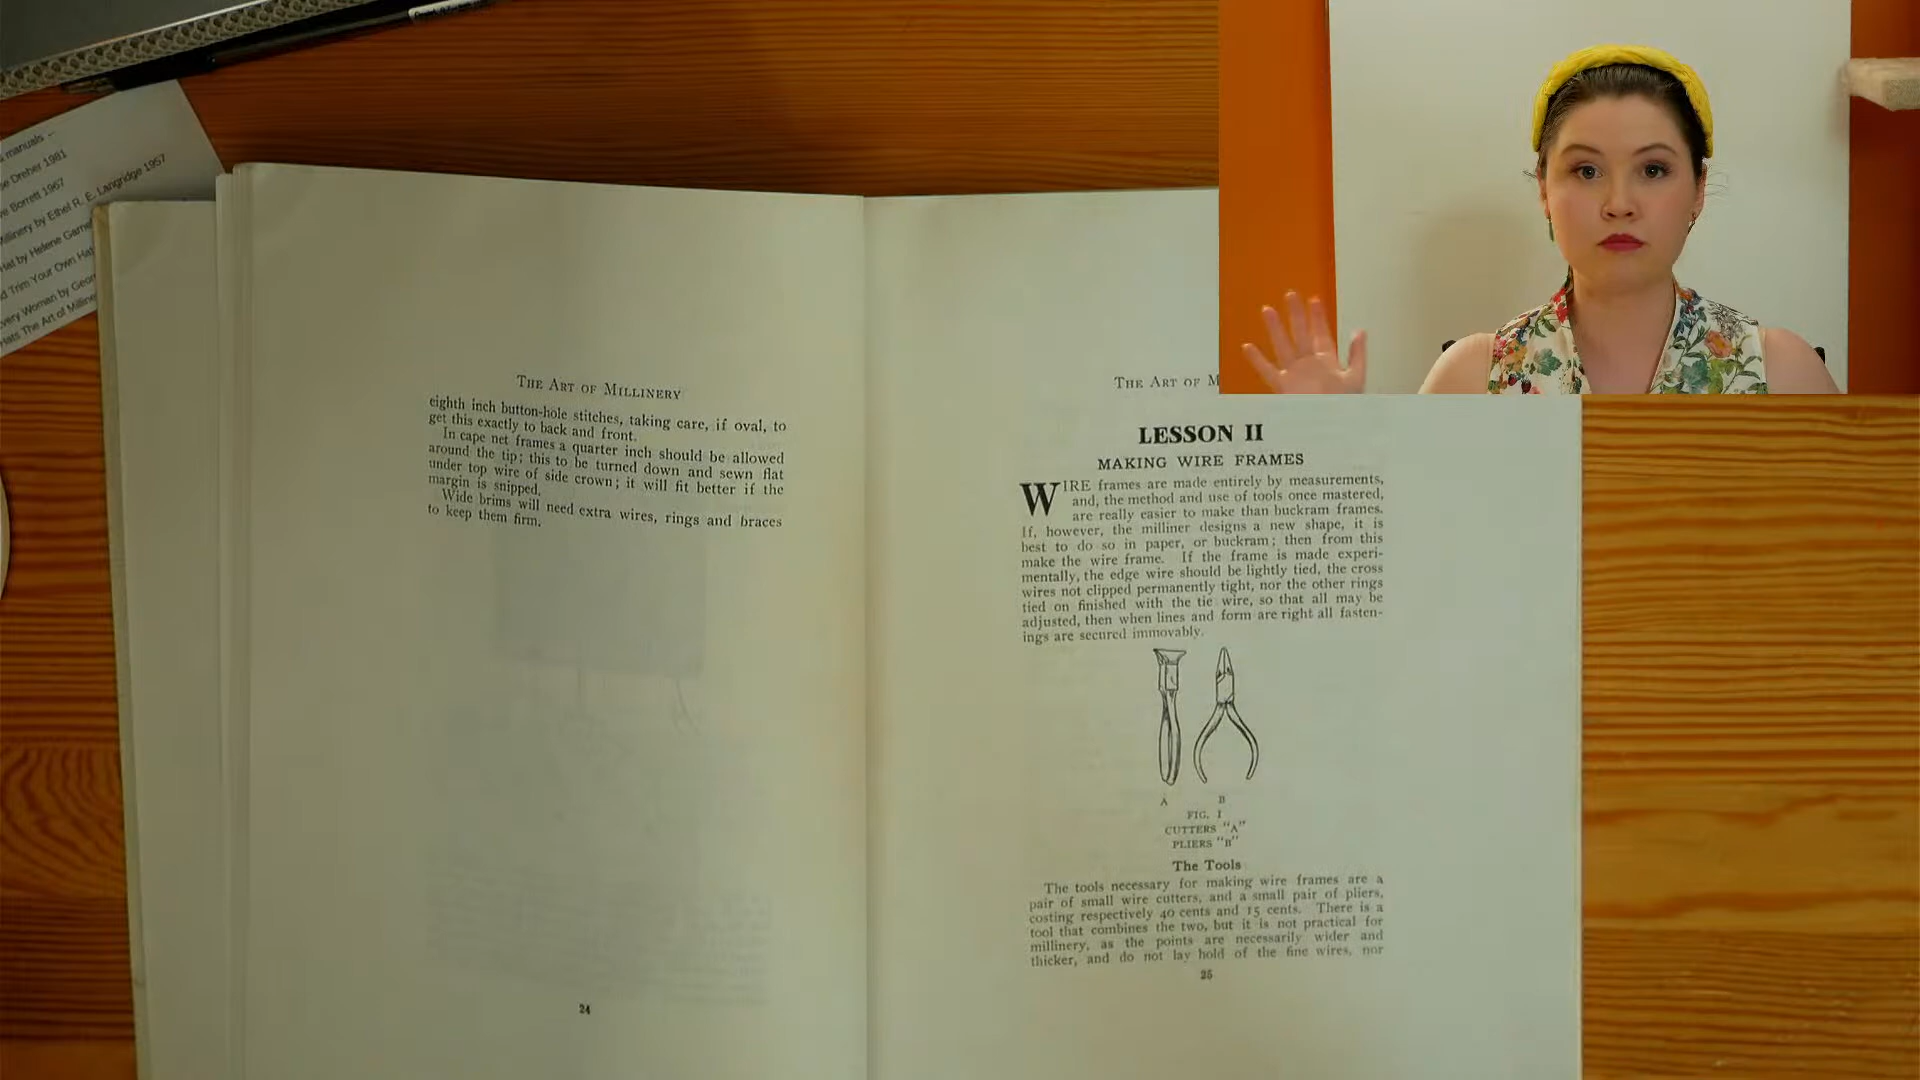 manuals --
Dreher 1981
Borrett 1967
Millinery by Ethel R. E. Langridge 1957
Hat by Helene
Trim Your Own
Every Woman by
Hats The Art of
THE ART OF MILLINERY
eighth inch button-hole stitches, taking care, if oval, to
get this exactly to back and front.
In cape net frames a quarter inch should be allowed
around the tip; this to be turned down and sewn flat
under top wire of side crown; it will fit better if the
margin is snipped.
Wide brims will need extra wires, rings and braces
to keep them firm.
24
THE ART OF M
LESSON II
MAKING WIRE FRAMES
WIRE frames are made entirely by measurements,
and, the method and use of tools once mastered,
are really easier to make than buckram frames.
If, however, the milliner designs a new shape, it is
best to do so in paper, or buckram; then from this
make the wire frame. If the frame is made experi-
mentally, the edge wire should be lightly tied, the cross
wires not clipped permanently tight, nor the other rings
tied on finished with the tie wire, so that all may be
adjusted, then when lines and form are right all fasten-
ings are secured immovably.
A B
FIG. 1
CUTTERS "A"
PLIERS "B"
The Tools
The tools necessary for making wire frames are a
pair of small wire cutters, and a small pair of pliers,
costing respectively 40 cents and 15 cents. There is a
tool that combines the two, but it is not practical for
millinery, as the points are necessarily wider and
thicker, and do not lay hold of the fine wires, nor
25